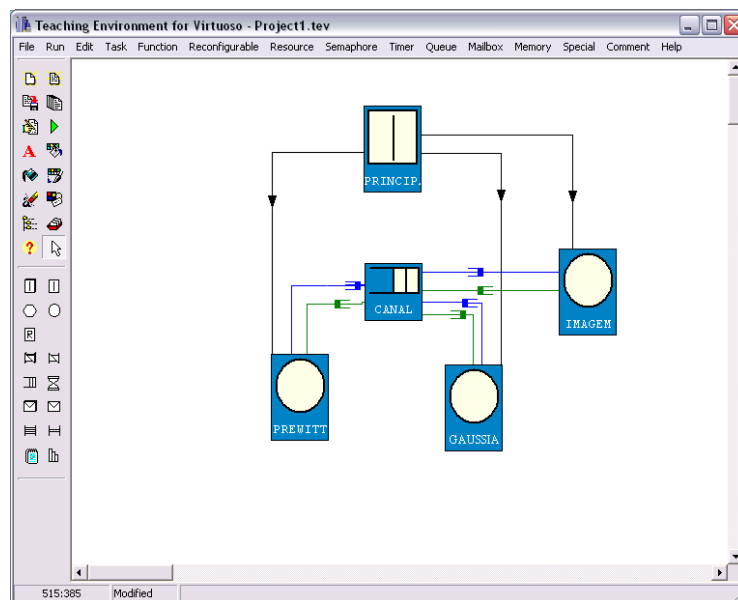 Teaching Environment for Virtuoso - Project1.tev
File Run Edit Task Function Reconfigurable Resource Semaphore Timer Queue Mailbox Memory Special Comment Help
A
?
R
PRINCIP.
CANAL
IMAGEM
PREWITT
GAUSSIA
515:385 Modified